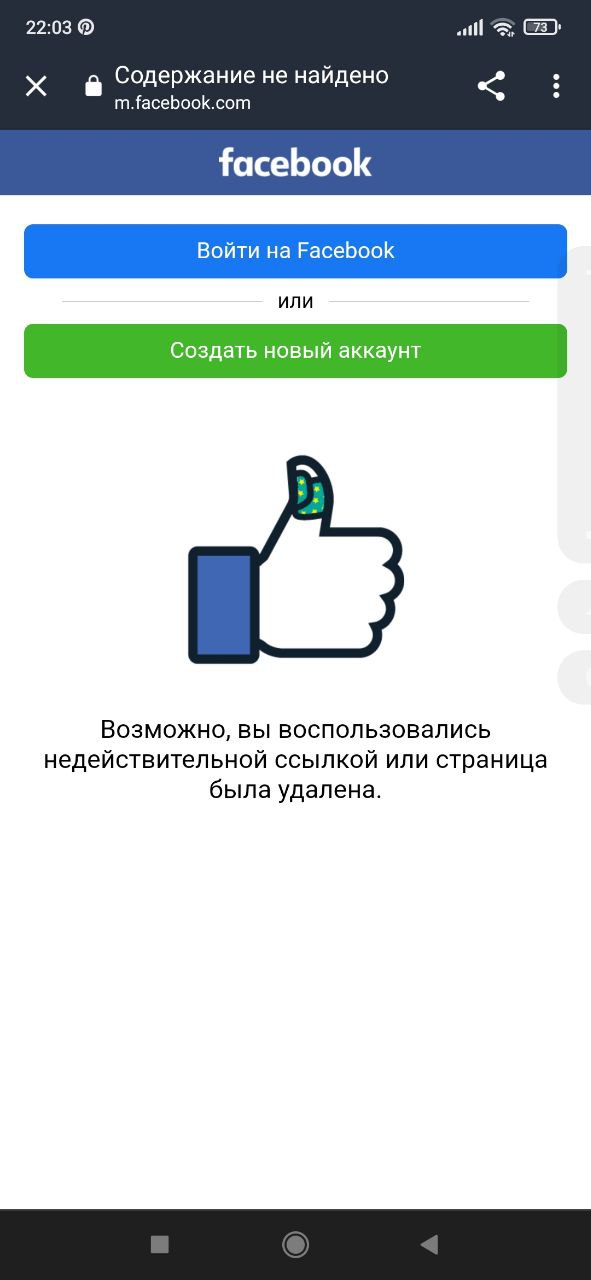 22:03
73
Содержание не найдено
m.facebook.com
facebook
Войти на Facebook
или
Создать новый аккаунт
Возможно, вы воспользовались
недействительной ссылкой или страница
была удалена.